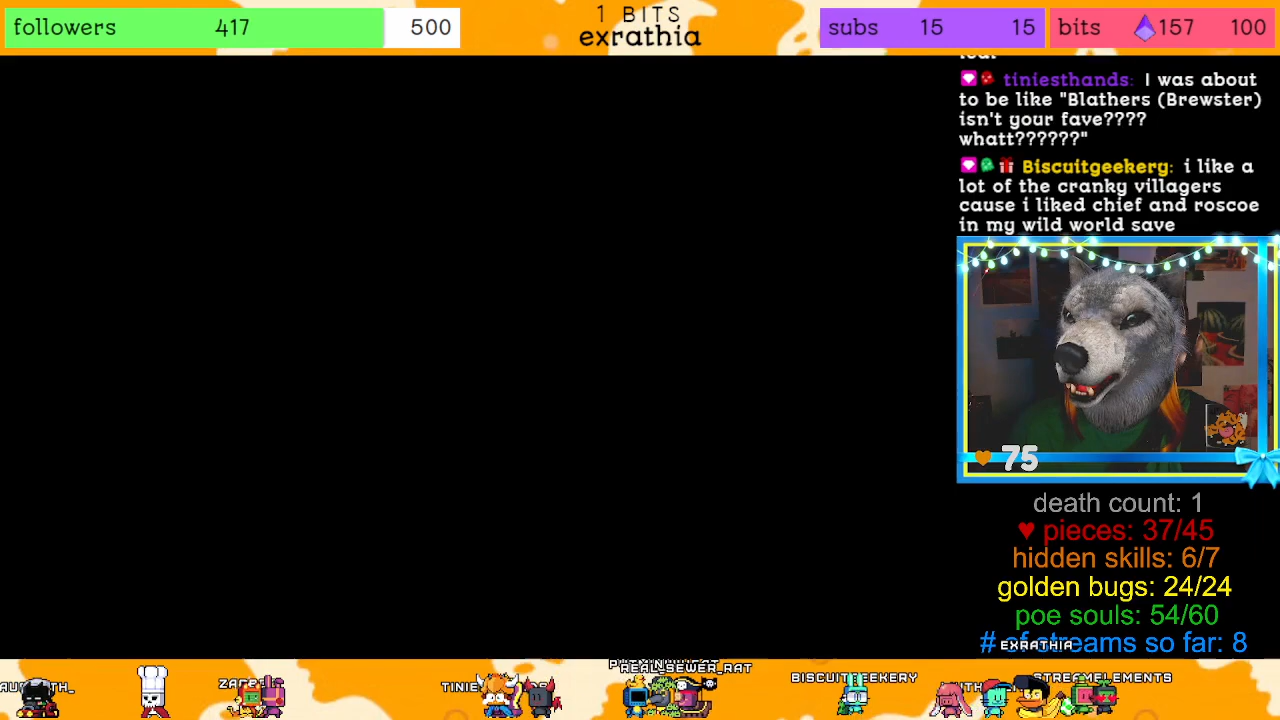 followers 417 500
1 BITS
exrathia
subs 15 15
bits 157 100
tiniesthands: I was about
to be like "Blathers (Brewster)
isn't your fave????
whatt??????"
Biscuitgeekery: i like a
lot of the cranky villagers
cause i liked chief and roscoe
in my wild world save
75
death count: 1
♥ pieces: 37/45
hidden skills: 6/7
golden bugs: 24/24
poe souls: 54/60
# of streams so far: 8
EXRATHIA
REAL_SEWER_RAT
BISCUITGEEKERY
STREAMELEMENTS